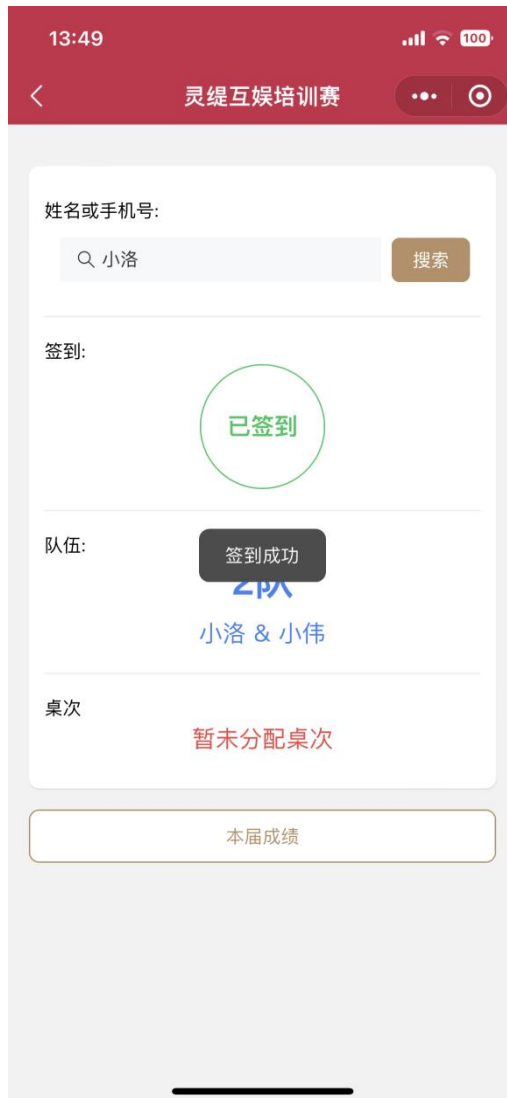 13:49
100
灵缇互娱培训赛
姓名或手机号:
小洛
搜索
签到:
已签到
队伍:
签到成功
2队
小洛 & 小伟
桌次
暂未分配桌次
本届成绩